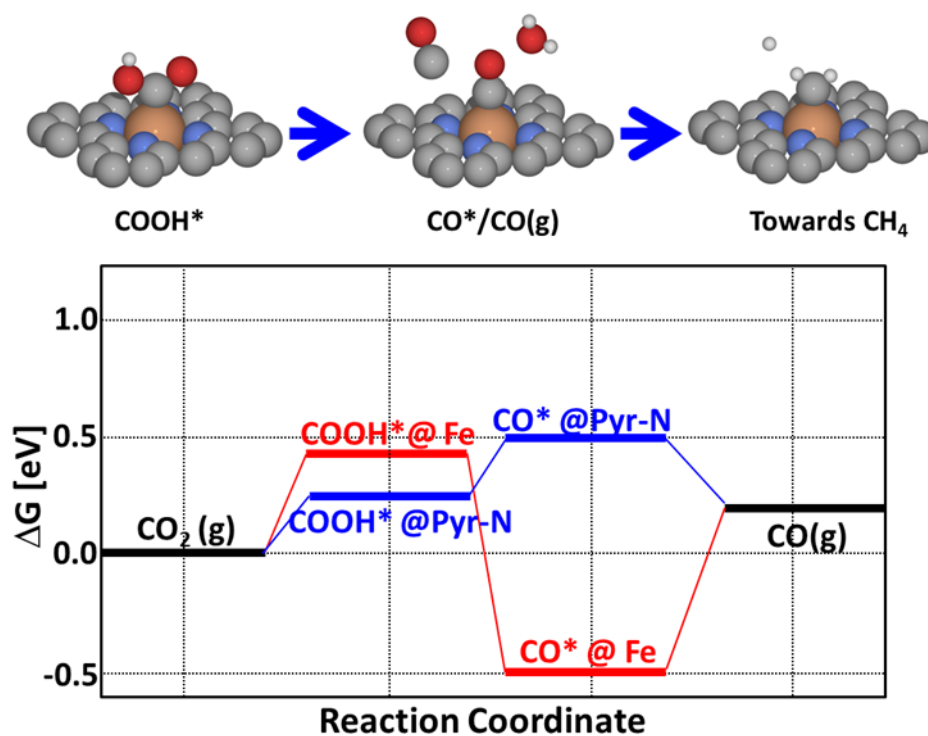 COOH*
CO*/CO(g)
Towards CH₄
1.0
0.5
0.0
-0.5
ΔG [eV]
CO₂ (g)
COOH*@ Fe
COOH* @Pyr-N
CO* @Pyr-N
CO* @ Fe
CO(g)
Reaction Coordinate